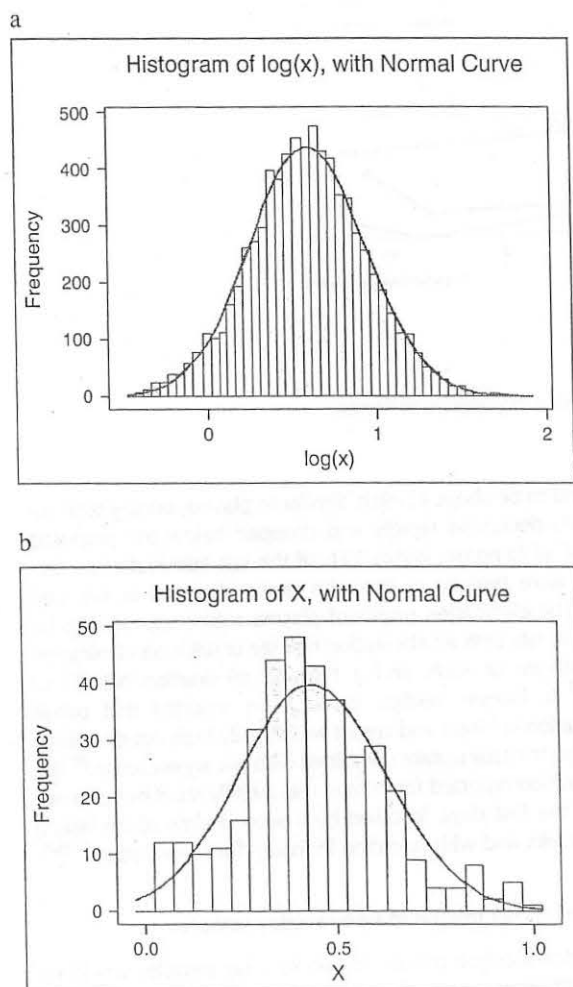 a
Histogram of log(x), with Normal Curve
500
400
300
200
100
0
Frequency
0 1 2
log(x)
b
Histogram of X, with Normal Curve
50
40
30
20
10
0
Frequency
0.0 0.5 1.0
X